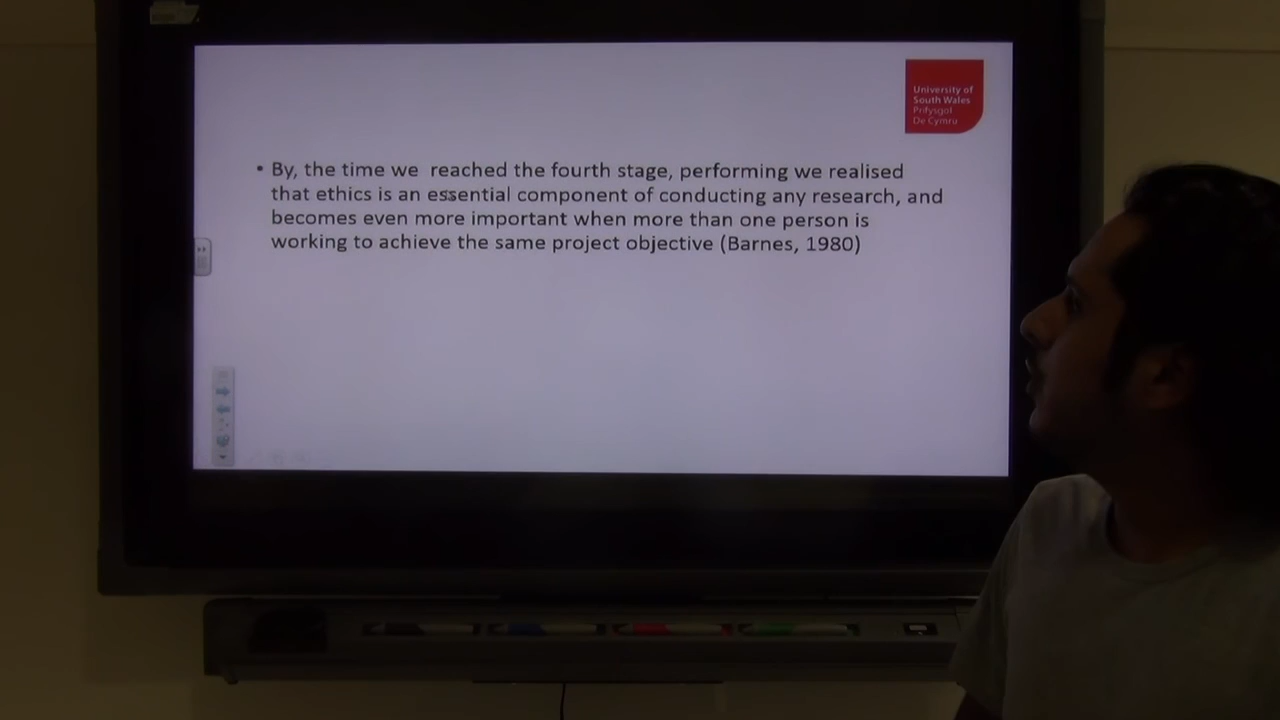 University of
South Wales
Prifysgol
De Cymru
• By, the time we  reached the fourth stage, performing we realised
that ethics is an essential component of conducting any research, and
becomes even more important when more than one person is
working to achieve the same project objective (Barnes, 1980)